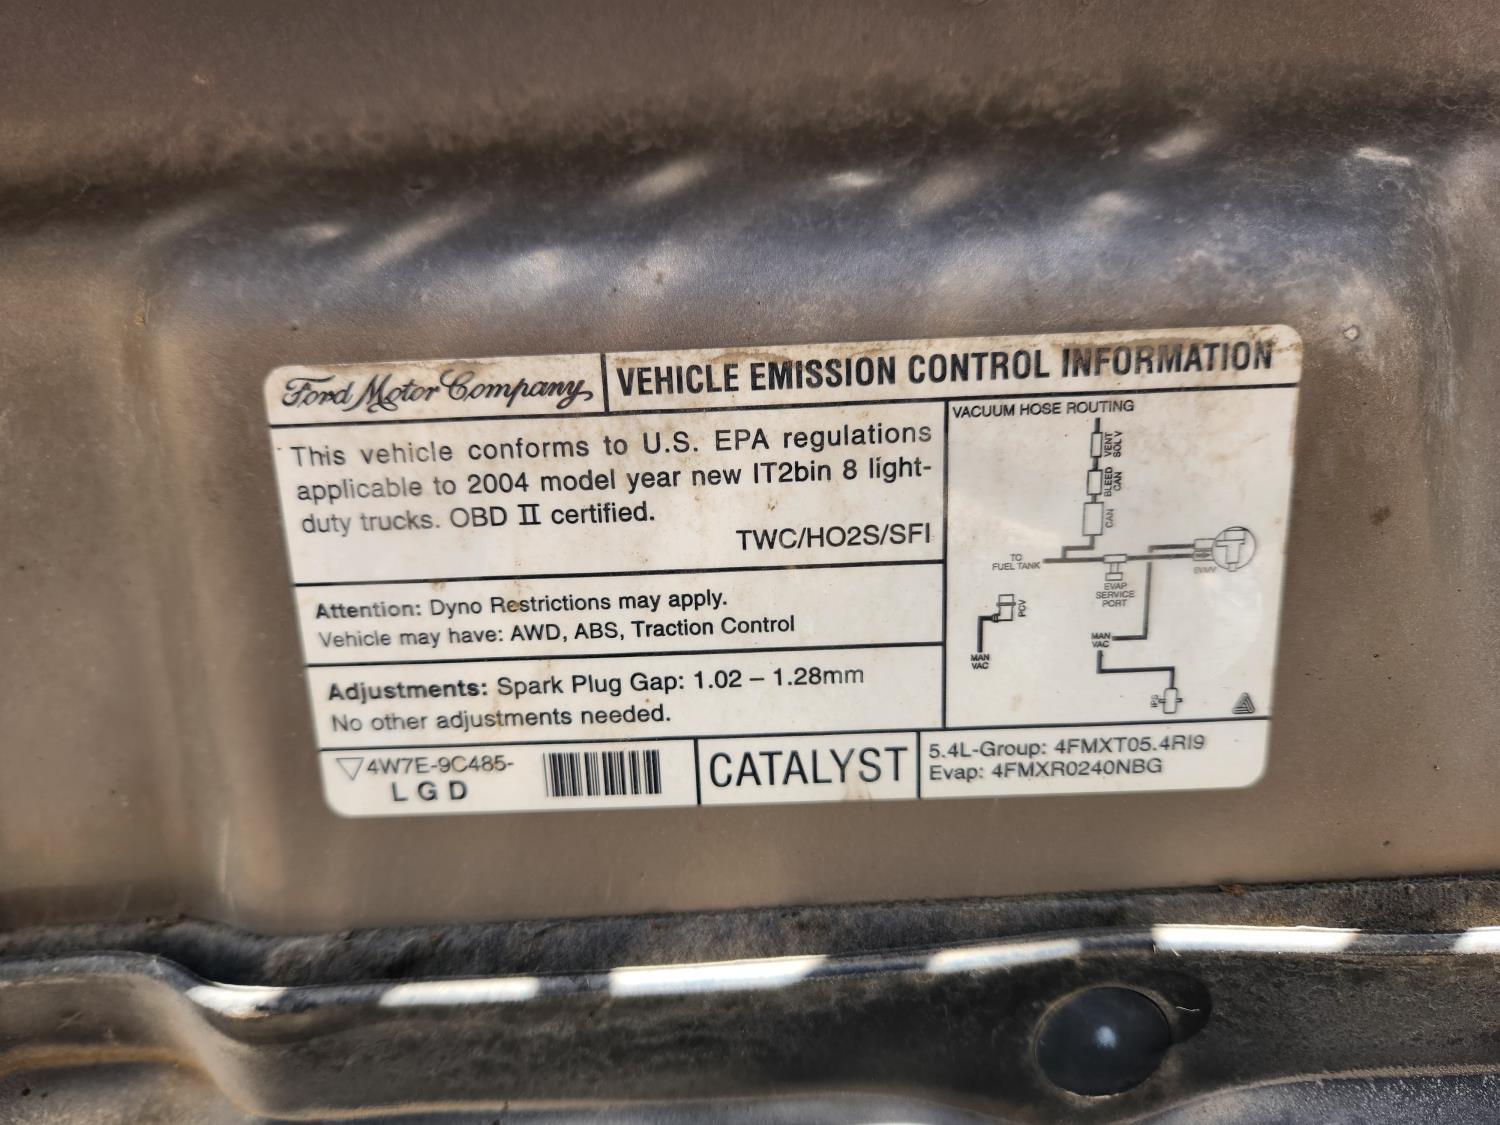 Ford Motor Company
VEHICLE EMISSION CONTROL INFORMATION
This vehicle conforms to U.S. EPA regulations
applicable to 2004 model year new IT2bin 8 light-
duty trucks. OBD II certified.
TWC/HO2S/SFI
Attention: Dyno Restrictions may apply.
Vehicle may have: AWD, ABS, Traction Control
Adjustments: Spark Plug Gap: 1.02 – 1.28mm
No other adjustments needed.
VACUUM HOSE ROUTING
VENT
SOL V
BLEED
CAN
CAN
TO
FUEL TANK
EVMV
EVAP
SERVICE
PORT
PCV
MAN
VAC
MAN
VAC
4W7E-9C485-
L G D
CATALYST
5.4L-Group: 4FMXT05.4RI9
Evap: 4FMXR0240NBG